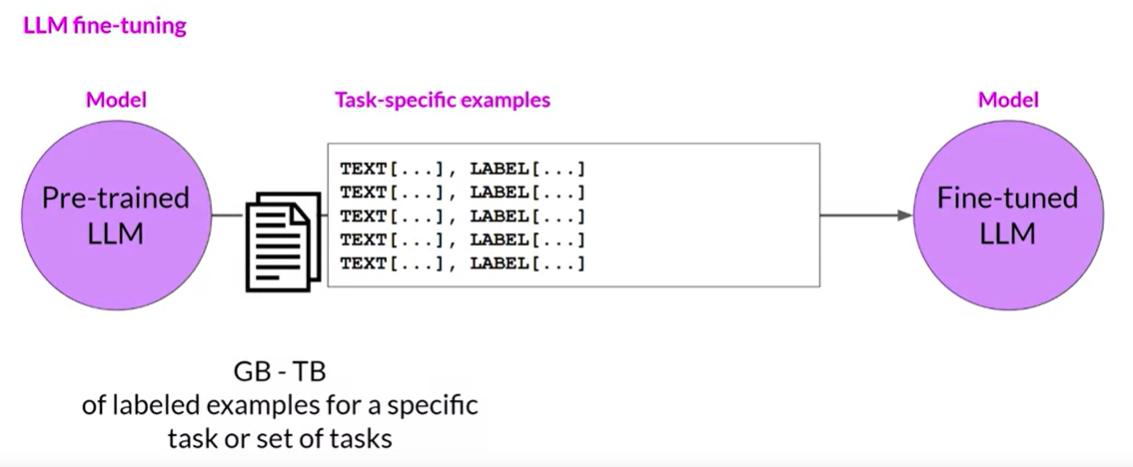 LLM fine-tuning
Model
Task-specific examples
Model
Pre-trained
LLM
TEXT[...], LABEL[...]
TEXT[...], LABEL[...]
TEXT[...], LABEL[...]
TEXT[...], LABEL[...]
TEXT[...], LABEL[...]
Fine-tuned
LLM
GB - TB
of labeled examples for a specific
task or set of tasks